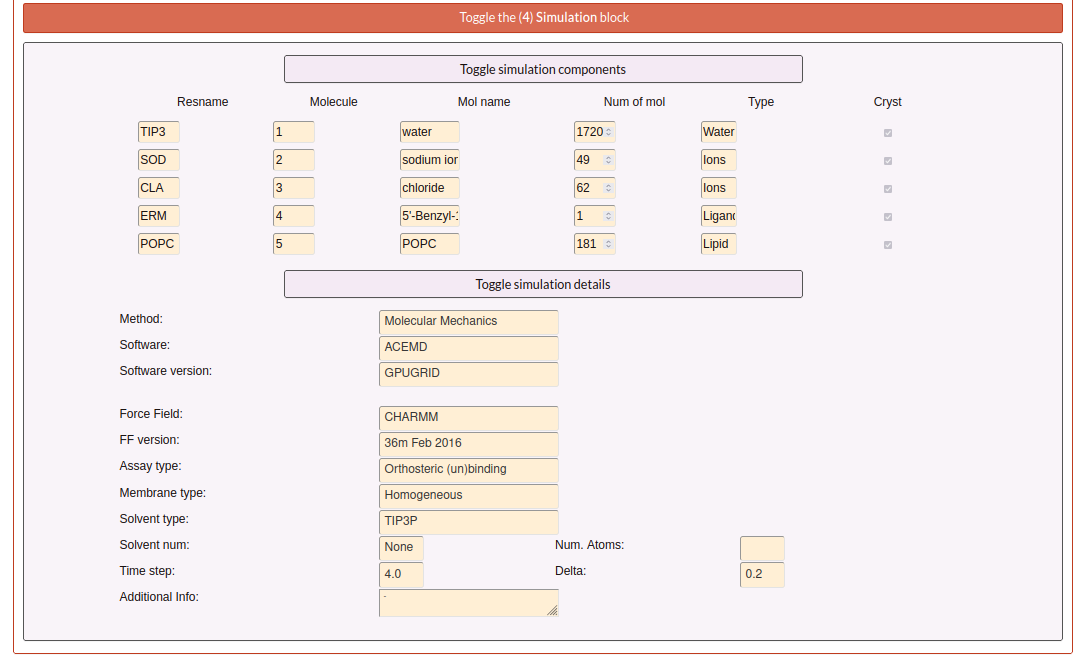 Toggle the (4) Simulation block
Toggle simulation components
Resname Molecule Mol name Num of mol Type Cryst
TIP3 1 water 1720 Water
SOD 2 sodium ion 49 Ions
CLA 3 chloride 62 Ions
ERM 4 5'-Benzyl- 1 Ligand
POPC 5 POPC 181 Lipid
Toggle simulation details
Method: Molecular Mechanics
Software: ACEMD
Software version: GPUGRID
Force Field: CHARMM
FF version: 36m Feb 2016
Assay type: Orthosteric (un)binding
Membrane type: Homogeneous
Solvent type: TIP3P
Solvent num: None Num. Atoms:
Time step: 4.0 Delta: 0.2
Additional Info: -